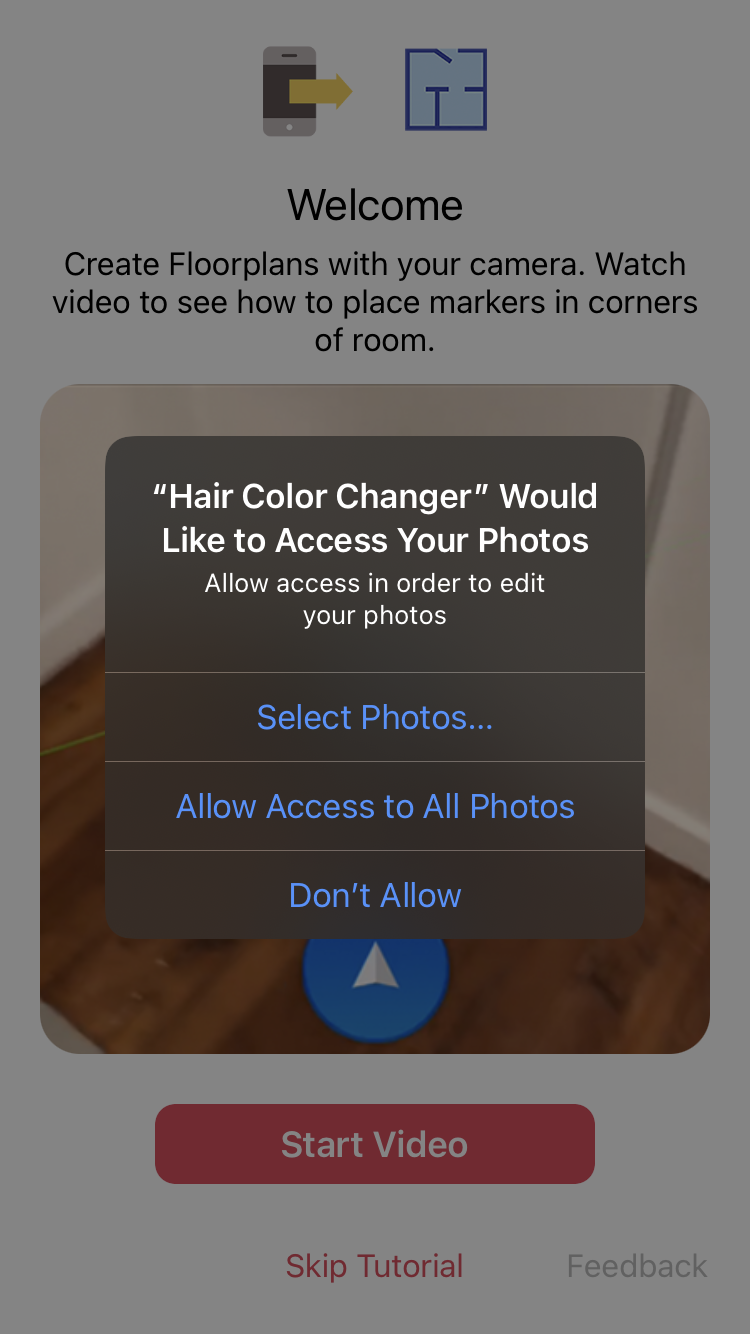 Welcome
Create Floorplans with your camera. Watch
video to see how to place markers in corners
of room.
“Hair Color Changer” Would
Like to Access Your Photos
Allow access in order to edit
your photos
Select Photos...
Allow Access to All Photos
Don’t Allow
Start Video
Skip Tutorial
Feedback